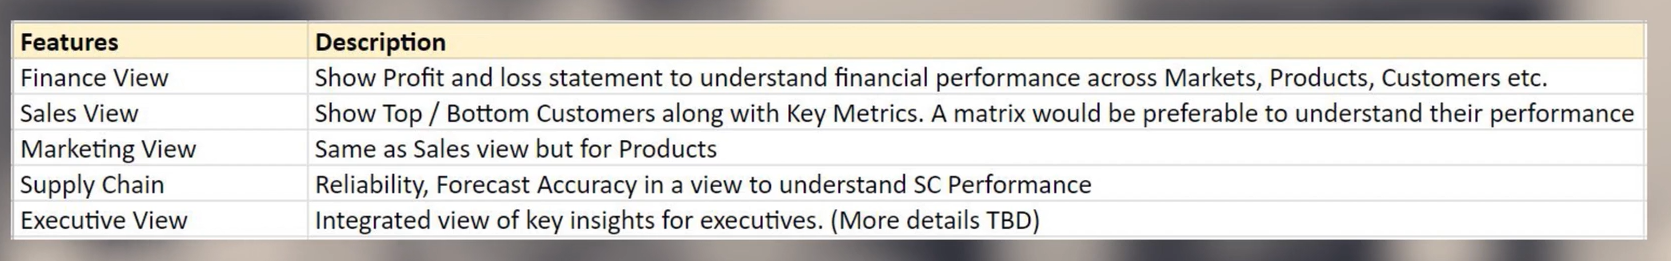 Features Description
Finance View Show Profit and loss statement to understand financial performance across Markets, Products, Customers etc.
Sales View Show Top / Bottom Customers along with Key Metrics. A matrix would be preferable to understand their performance
Marketing View Same as Sales view but for Products
Supply Chain Reliability, Forecast Accuracy in a view to understand SC Performance
Executive View Integrated view of key insights for executives. (More details TBD)